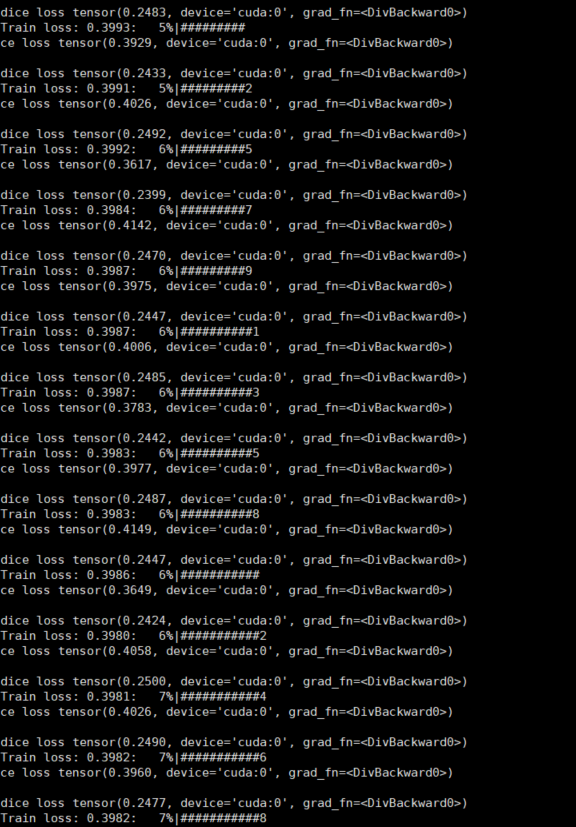 dice loss tensor(0.2483, device='cuda:0', grad_fn=<DivBackward0>)
Train loss: 0.3993:   5%|#########
ce loss tensor(0.3929, device='cuda:0', grad_fn=<DivBackward0>)
dice loss tensor(0.2433, device='cuda:0', grad_fn=<DivBackward0>)
Train loss: 0.3991:   5%|#########2
ce loss tensor(0.4026, device='cuda:0', grad_fn=<DivBackward0>)
dice loss tensor(0.2492, device='cuda:0', grad_fn=<DivBackward0>)
Train loss: 0.3992:   6%|#########5
ce loss tensor(0.3617, device='cuda:0', grad_fn=<DivBackward0>)
dice loss tensor(0.2399, device='cuda:0', grad_fn=<DivBackward0>)
Train loss: 0.3984:   6%|#########7
ce loss tensor(0.4142, device='cuda:0', grad_fn=<DivBackward0>)
dice loss tensor(0.2470, device='cuda:0', grad_fn=<DivBackward0>)
Train loss: 0.3987:   6%|#########9
ce loss tensor(0.3975, device='cuda:0', grad_fn=<DivBackward0>)
dice loss tensor(0.2447, device='cuda:0', grad_fn=<DivBackward0>)
Train loss: 0.3987:   6%|##########1
ce loss tensor(0.4006, device='cuda:0', grad_fn=<DivBackward0>)
dice loss tensor(0.2485, device='cuda:0', grad_fn=<DivBackward0>)
Train loss: 0.3987:   6%|##########3
ce loss tensor(0.3783, device='cuda:0', grad_fn=<DivBackward0>)
dice loss tensor(0.2442, device='cuda:0', grad_fn=<DivBackward0>)
Train loss: 0.3983:   6%|##########5
ce loss tensor(0.3977, device='cuda:0', grad_fn=<DivBackward0>)
dice loss tensor(0.2487, device='cuda:0', grad_fn=<DivBackward0>)
Train loss: 0.3983:   6%|##########8
ce loss tensor(0.4149, device='cuda:0', grad_fn=<DivBackward0>)
dice loss tensor(0.2447, device='cuda:0', grad_fn=<DivBackward0>)
Train loss: 0.3986:   6%|###########
ce loss tensor(0.3649, device='cuda:0', grad_fn=<DivBackward0>)
dice loss tensor(0.2424, device='cuda:0', grad_fn=<DivBackward0>)
Train loss: 0.3980:   6%|###########2
ce loss tensor(0.4058, device='cuda:0', grad_fn=<DivBackward0>)
dice loss tensor(0.2500, device='cuda:0', grad_fn=<DivBackward0>)
Train loss: 0.3981:   7%|###########4
ce loss tensor(0.4026, device='cuda:0', grad_fn=<DivBackward0>)
dice loss tensor(0.2490, device='cuda:0', grad_fn=<DivBackward0>)
Train loss: 0.3982:   7%|###########6
ce loss tensor(0.3960, device='cuda:0', grad_fn=<DivBackward0>)
dice loss tensor(0.2477, device='cuda:0', grad_fn=<DivBackward0>)
Train loss: 0.3982:   7%|###########8